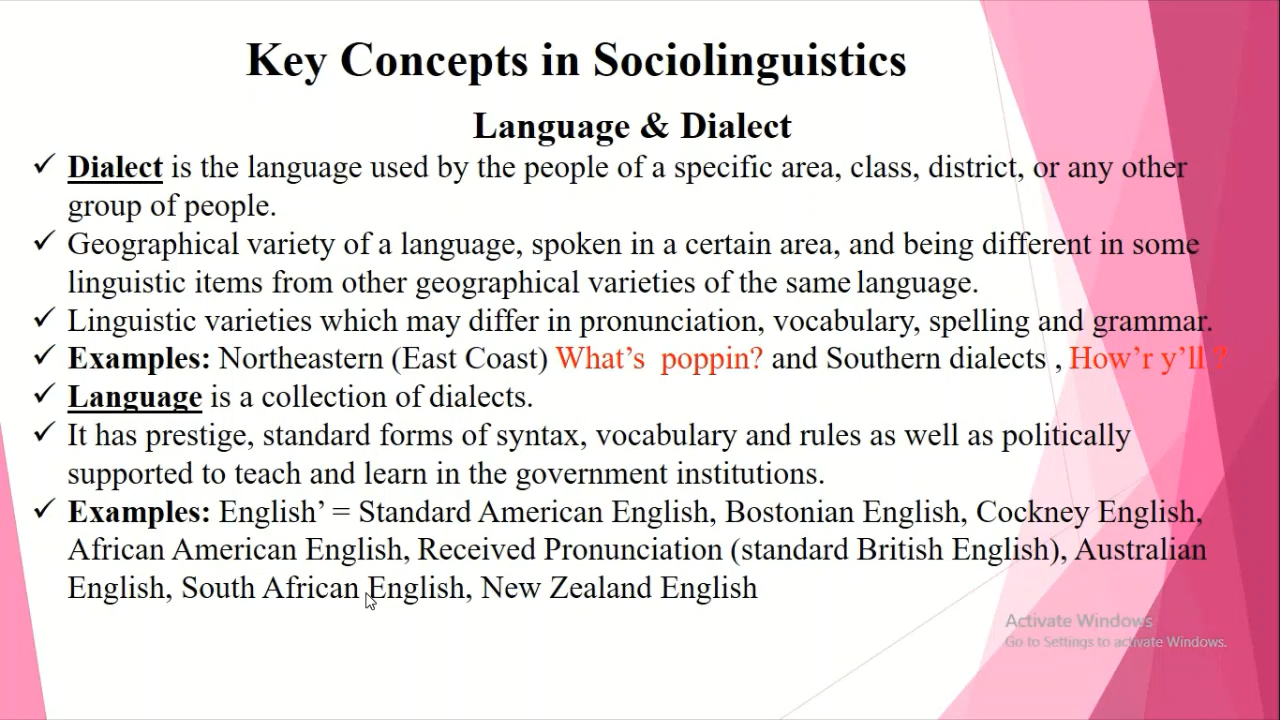 Key Concepts in Sociolinguistics
Language & Dialect
✓ Dialect is the language used by the people of a specific area, class, district, or any other
group of people.
✓ Geographical variety of a language, spoken in a certain area, and being different in some
linguistic items from other geographical varieties of the same language.
✓ Linguistic varieties which may differ in pronunciation, vocabulary, spelling and grammar.
✓ Examples: Northeastern (East Coast) What’s poppin? and Southern dialects , How’r y’ll ?
✓ Language is a collection of dialects.
✓ It has prestige, standard forms of syntax, vocabulary and rules as well as politically
supported to teach and learn in the government institutions.
✓ Examples: English’ = Standard American English, Bostonian English, Cockney English,
African American English, Received Pronunciation (standard British English), Australian
English, South African English, New Zealand English
Activate Windows
Go to Settings to activate Windows.